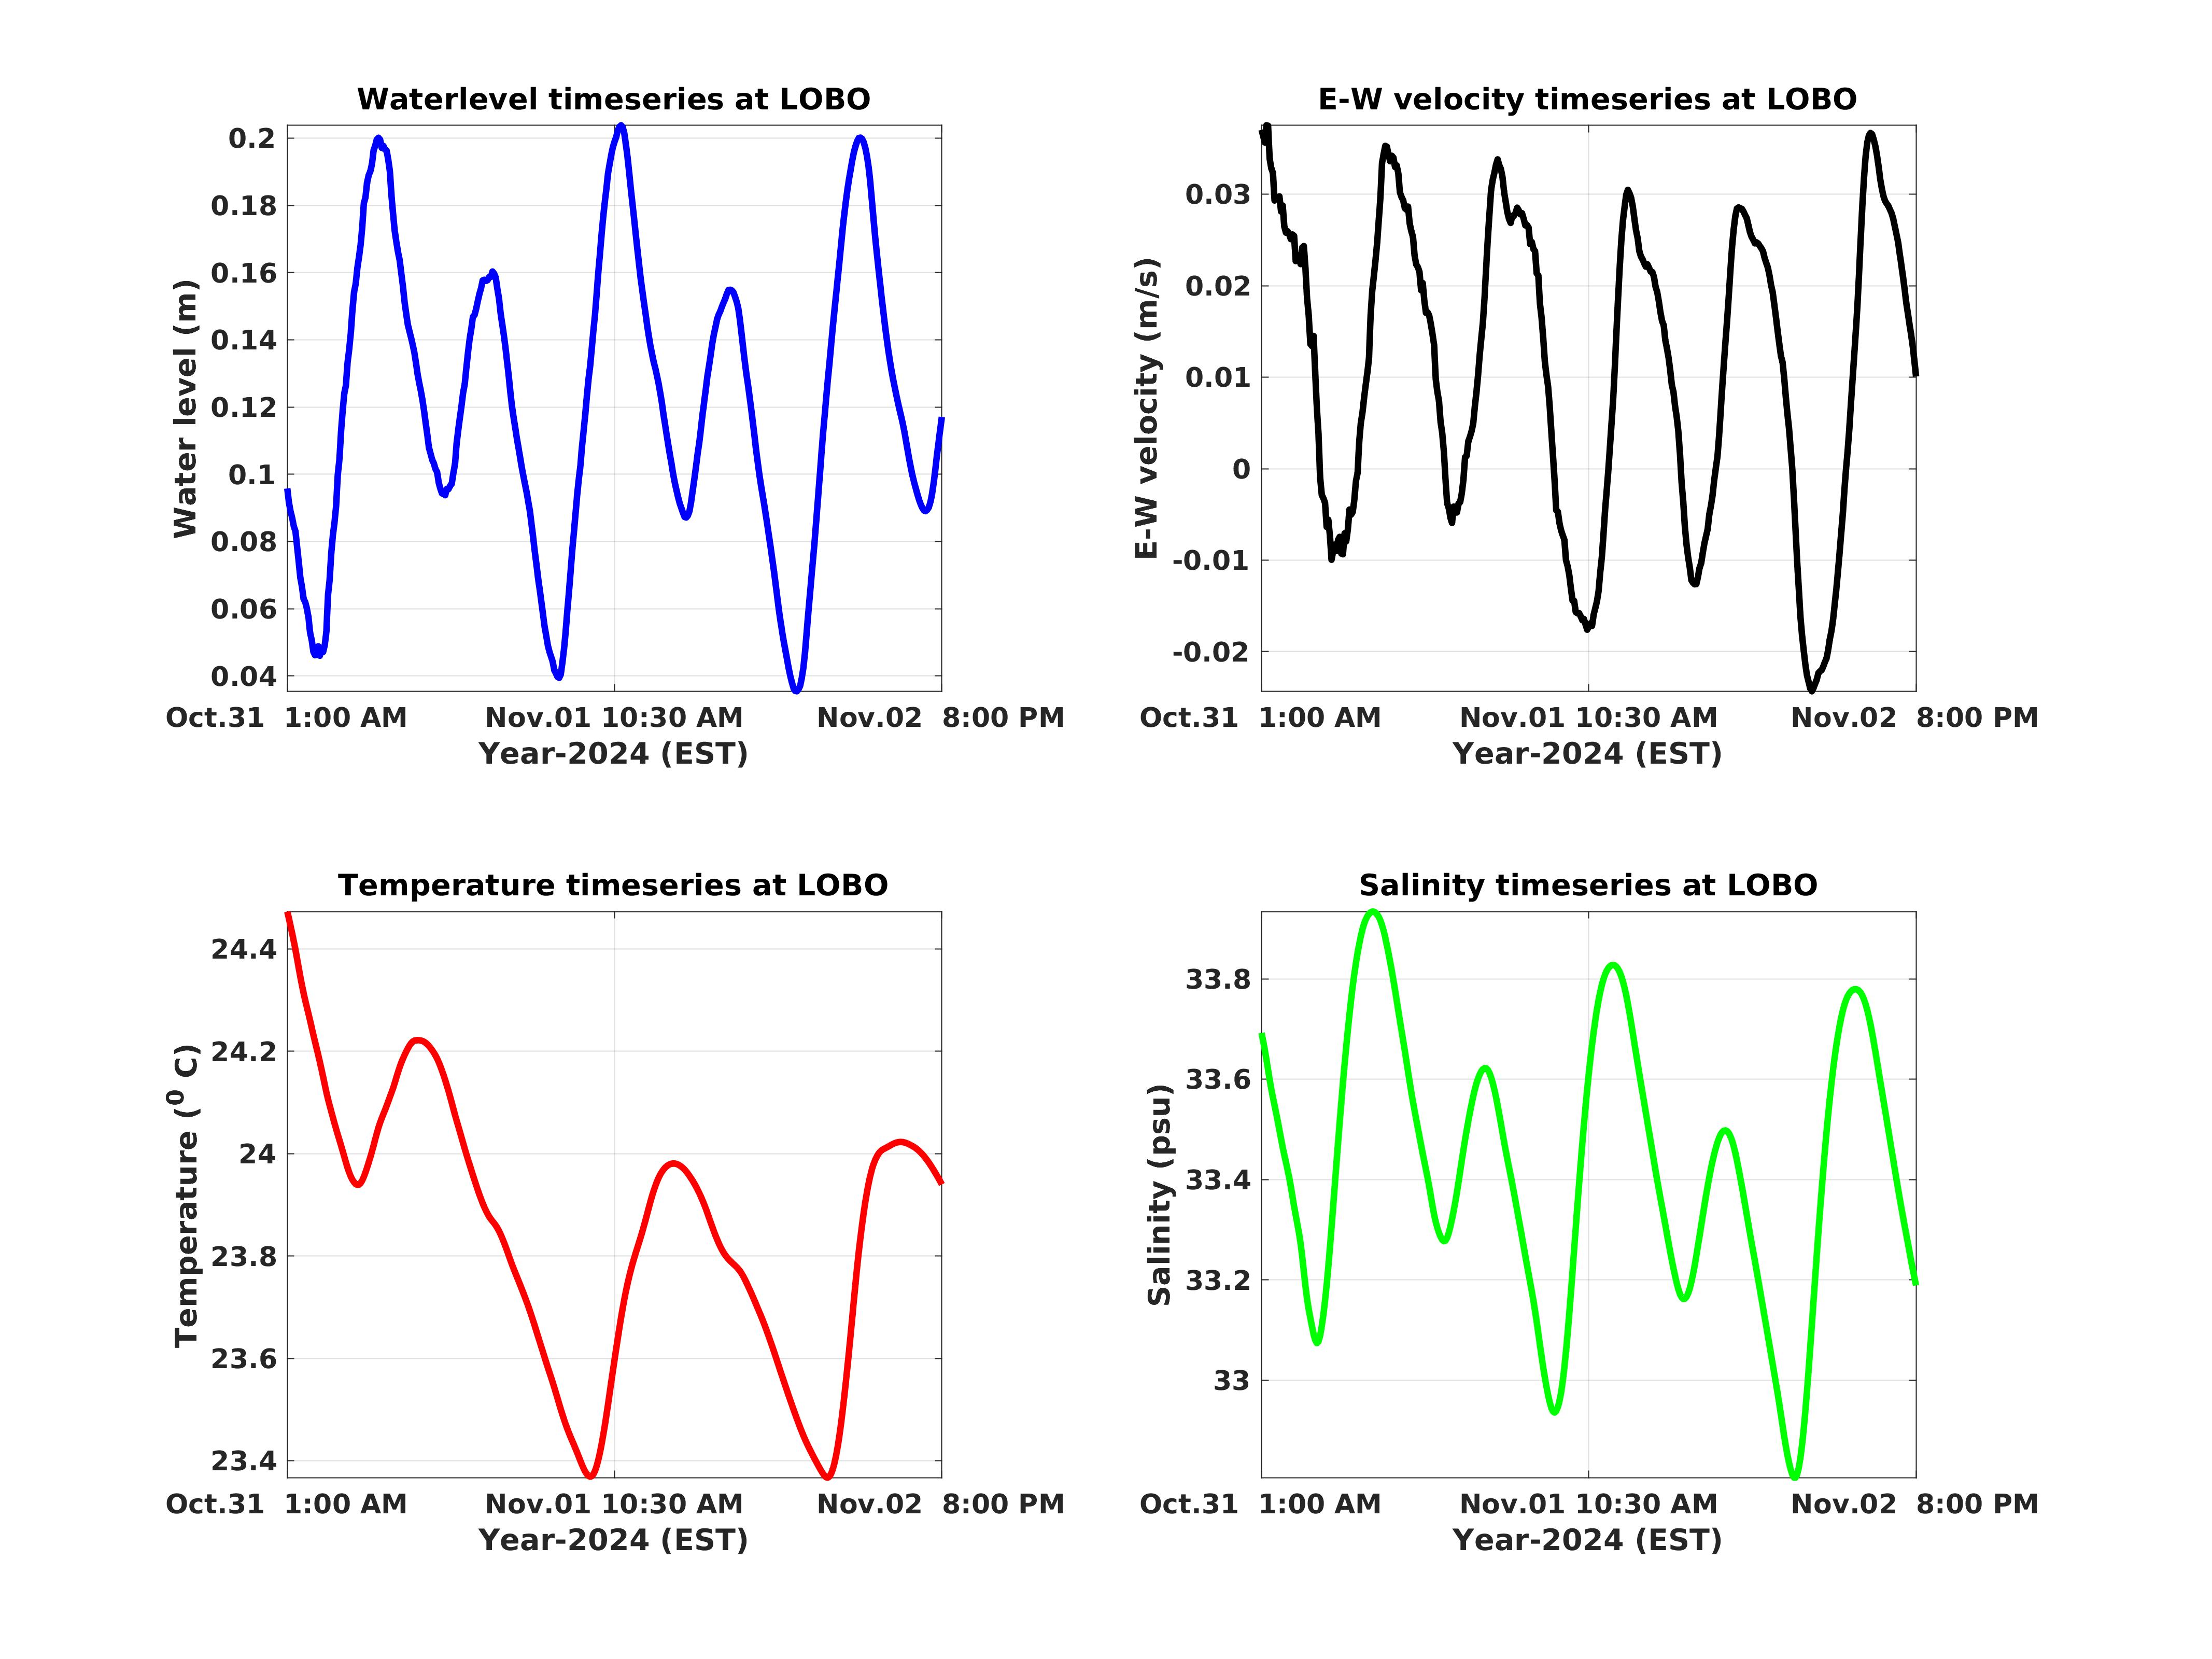 Waterlevel timeseries at LOBO
Water level (m)
0.2
0.18
0.16
0.14
0.12
0.1
0.08
0.06
0.04
Oct.31 1:00 AM Nov.01 10:30 AM Nov.02 8:00 PM
Year-2024 (EST)
E-W velocity timeseries at LOBO
E-W velocity (m/s)
0.03
0.02
0.01
0
-0.01
-0.02
Oct.31 1:00 AM Nov.01 10:30 AM Nov.02 8:00 PM
Year-2024 (EST)
Temperature timeseries at LOBO
Temperature (⁰ C)
24.4
24.2
24
23.8
23.6
23.4
Oct.31 1:00 AM Nov.01 10:30 AM Nov.02 8:00 PM
Year-2024 (EST)
Salinity timeseries at LOBO
Salinity (psu)
33.8
33.6
33.4
33.2
33
Oct.31 1:00 AM Nov.01 10:30 AM Nov.02 8:00 PM
Year-2024 (EST)